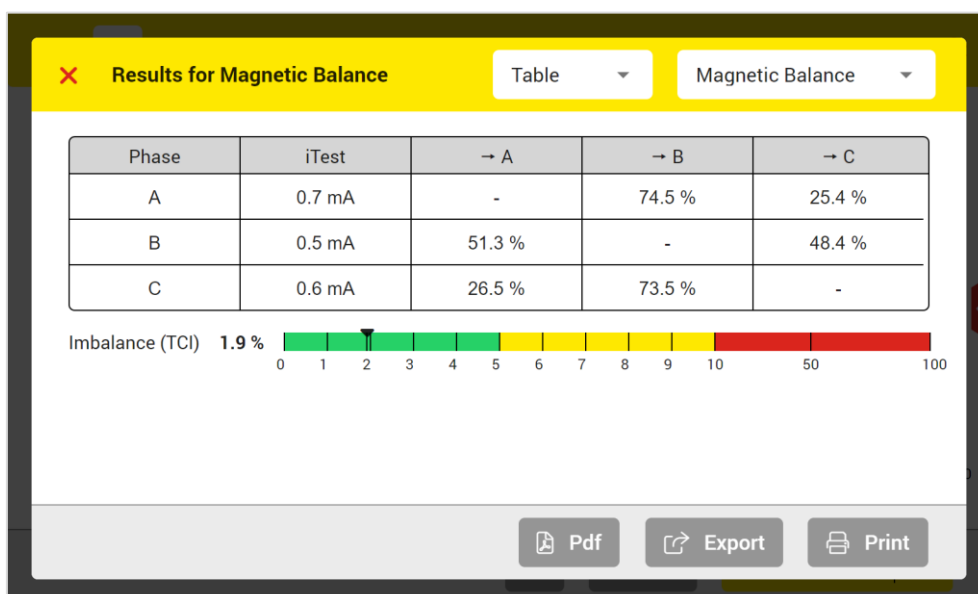 Results for Magnetic Balance Table Magnetic Balance
Phase iTest → A → B → C
A 0.7 mA - 74.5 % 25.4 %
B 0.5 mA 51.3 % - 48.4 %
C 0.6 mA 26.5 % 73.5 % -
Imbalance (TCI) 1.9 %
0 1 2 3 4 5 6 7 8 9 10 50 100
Pdf Export Print